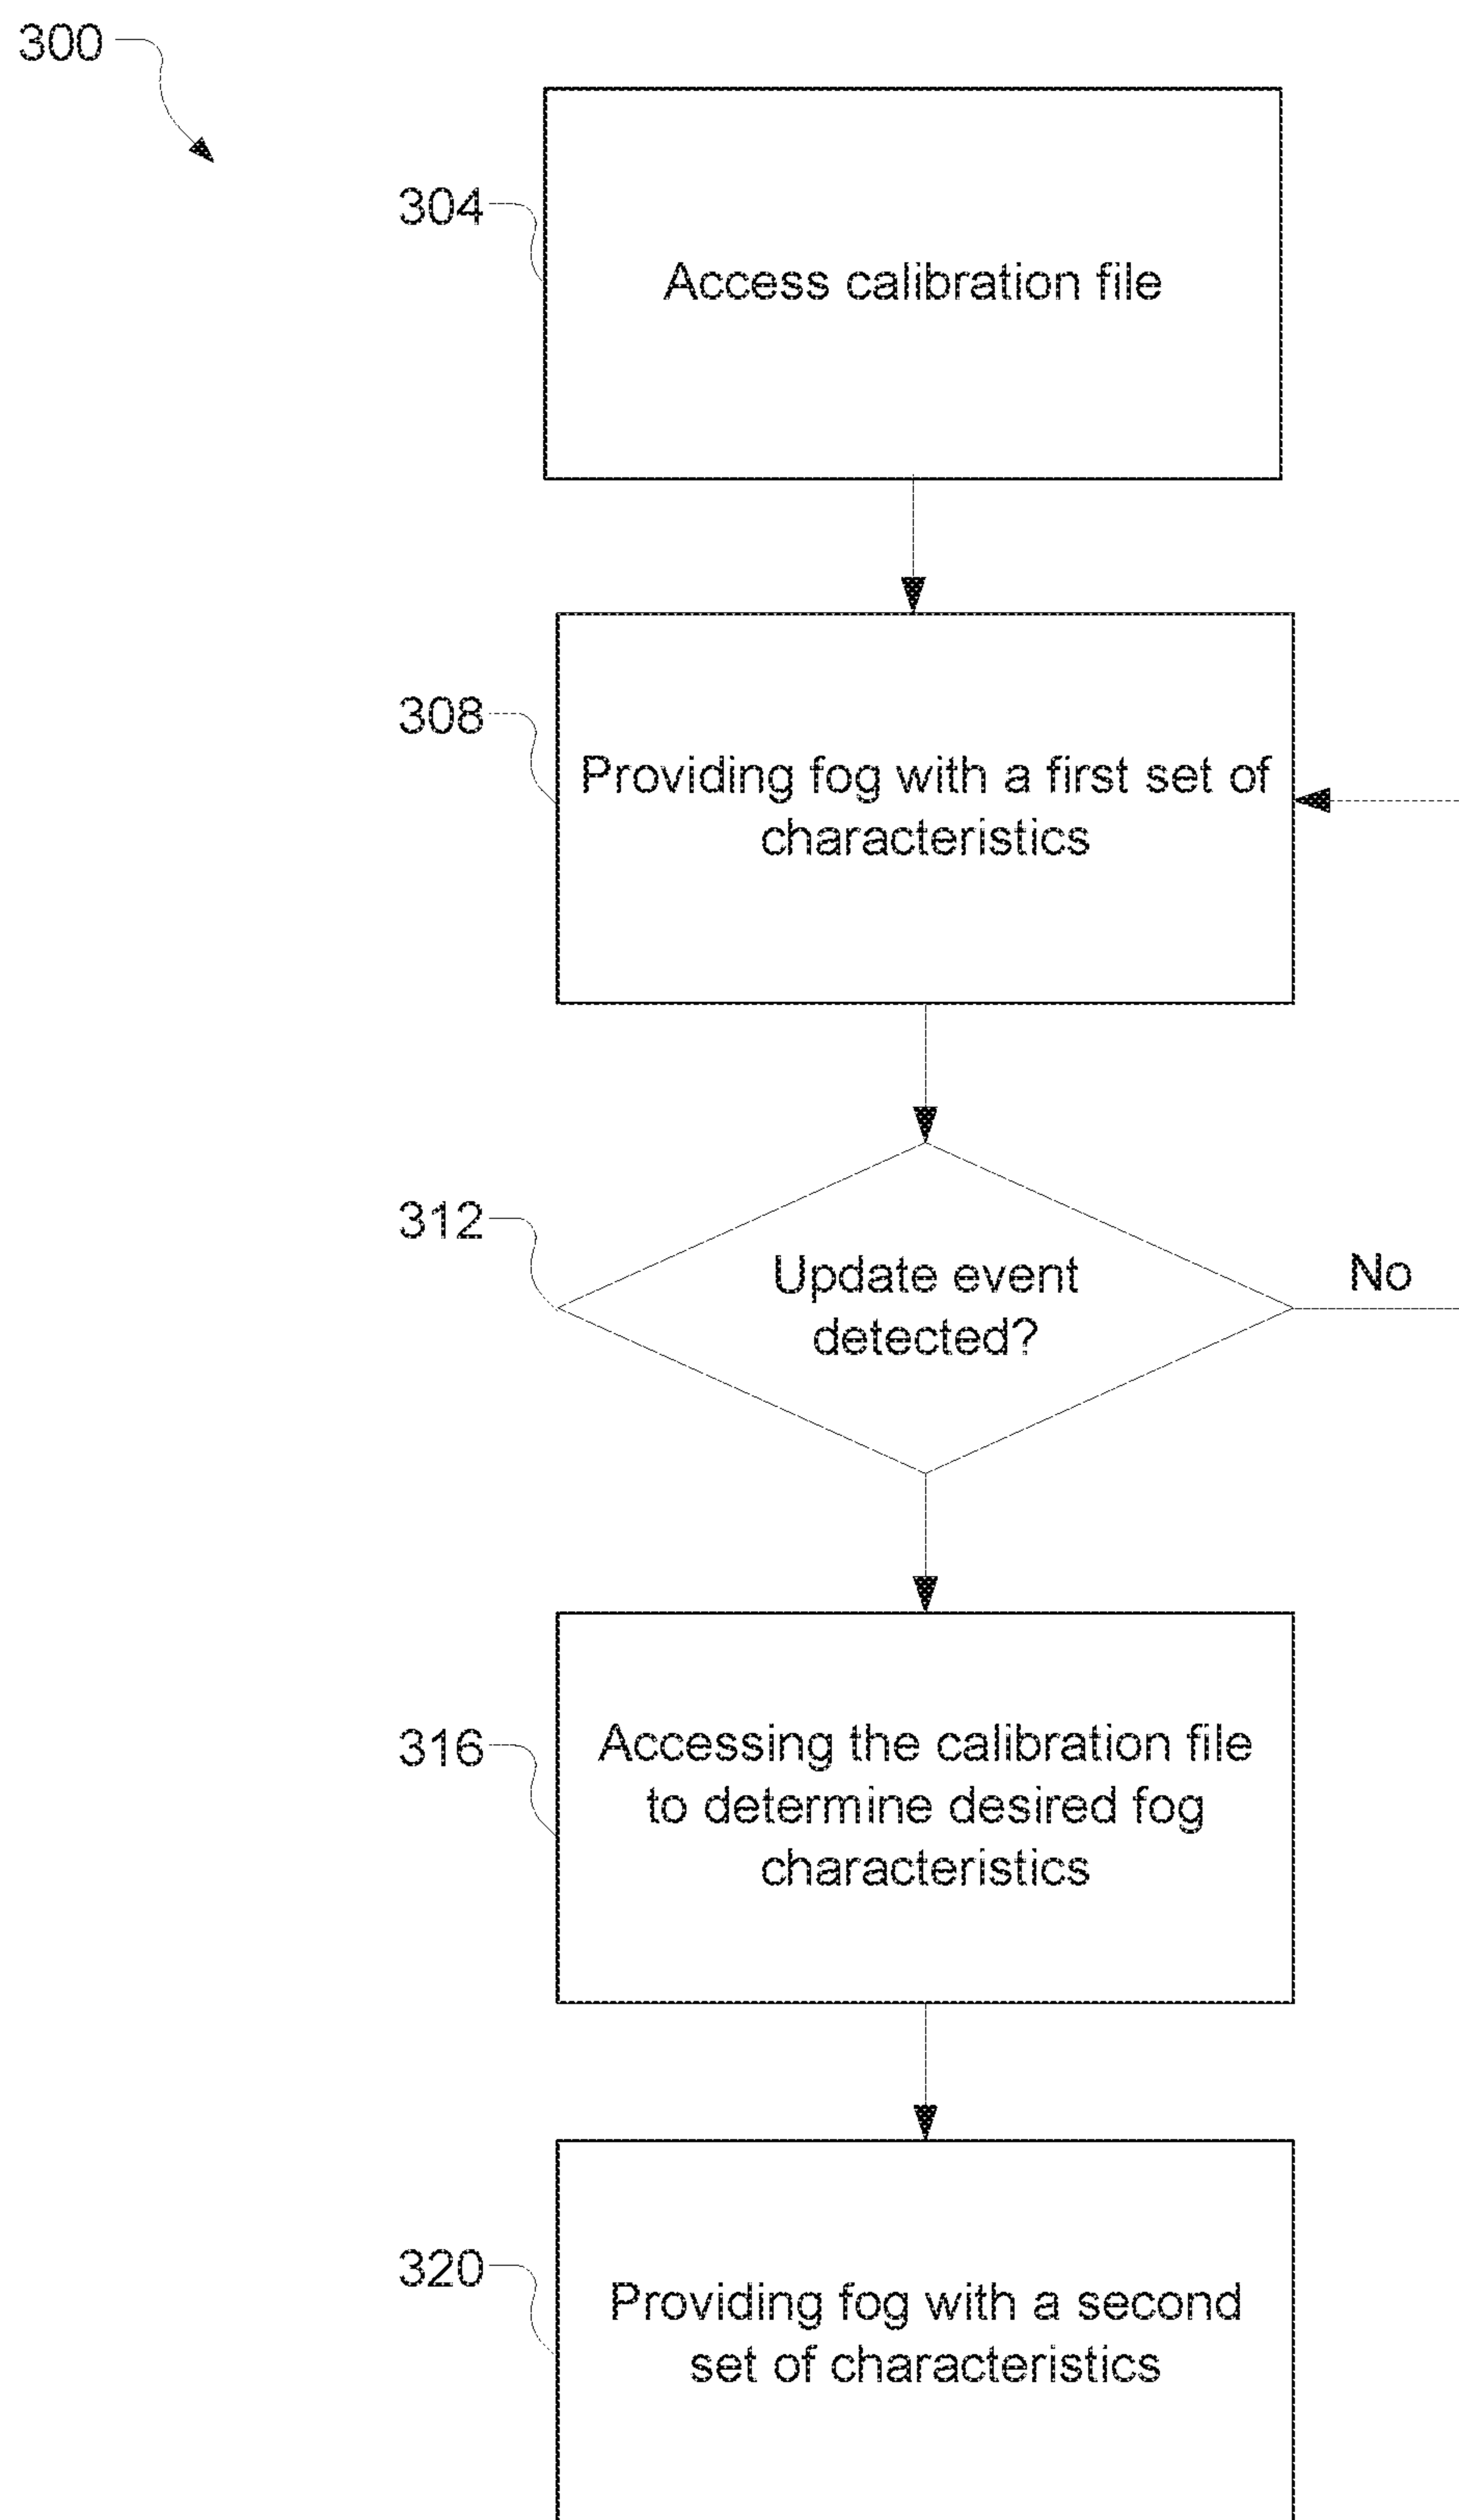 300
304
Access calibration file
308
Providing fog with a first set of
characteristics
312
Update event
detected?
No
316
Accessing the calibration file
to determine desired fog
characteristics
320
Providing fog with a second
set of characteristics